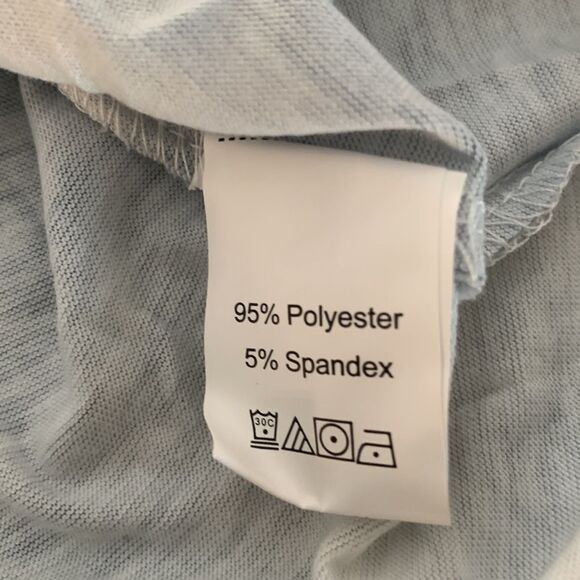 95% Polyester
5% Spandex
30C